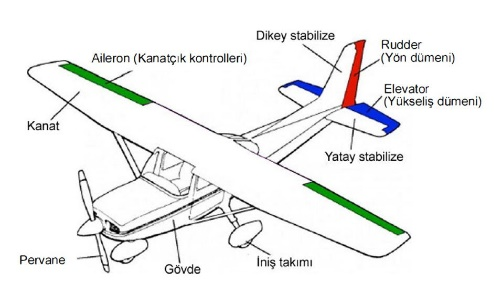 Dikey stabilize
Rudder
(Yön dümeni)
Aileron (Kanatçık kontrolleri)
Elevator
(Yükseliş dümeni)
Kanat
Yatay stabilize
Pervane
Gövde
İniş takımı